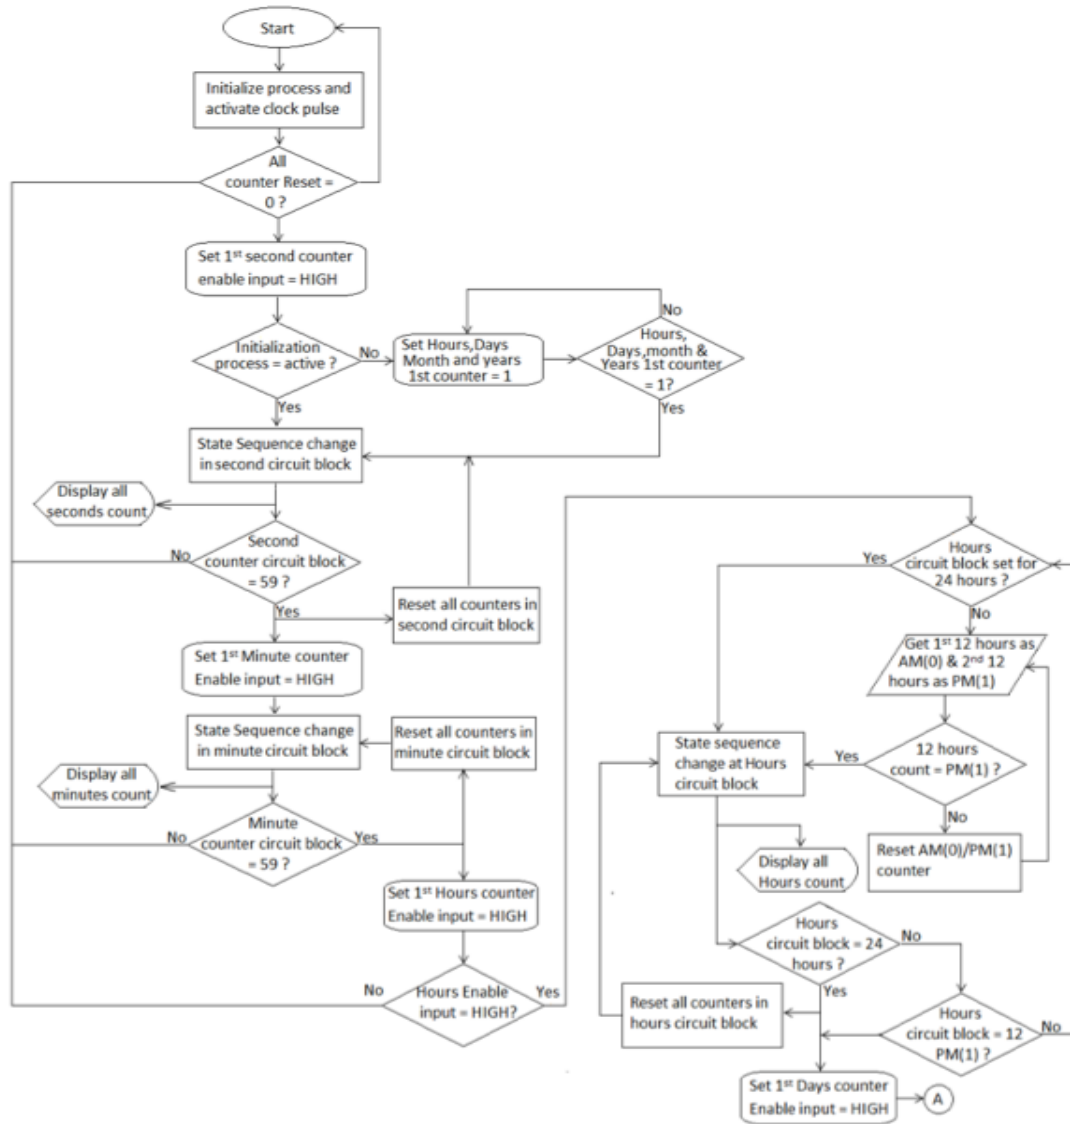 Start
Initialize process and
activate clock pulse
All
counter Reset =
0 ?
Set 1st second counter
enable input = HIGH
Initialization
process = active ?
No
Yes
Set Hours,Days
Month and years
1st counter = 1
No
Hours,
Days,month &
Years 1st counter
= 1?
Yes
State Sequence change
in second circuit block
Display all
seconds count
Second
counter circuit block
= 59 ?
No
Yes
Reset all counters in
second circuit block
Set 1st Minute counter
Enable input = HIGH
State Sequence change
in minute circuit block
Reset all counters in
minute circuit block
Display all
minutes count
Minute
counter circuit block
= 59 ?
No
Yes
Set 1st Hours counter
Enable input = HIGH
Hours Enable
input = HIGH?
No
Yes
Hours
circuit block set for
24 hours ?
Yes
No
Get 1st 12 hours as
AM(0) & 2nd 12
hours as PM(1)
12 hours
count = PM(1) ?
Yes
No
Reset AM(0)/PM(1)
counter
State sequence
change at Hours
circuit block
Display all
Hours count
Hours
circuit block = 24
hours ?
No
Yes
Reset all counters in
hours circuit block
Hours
circuit block = 12
PM(1) ?
No
Set 1st Days counter
Enable input = HIGH
A